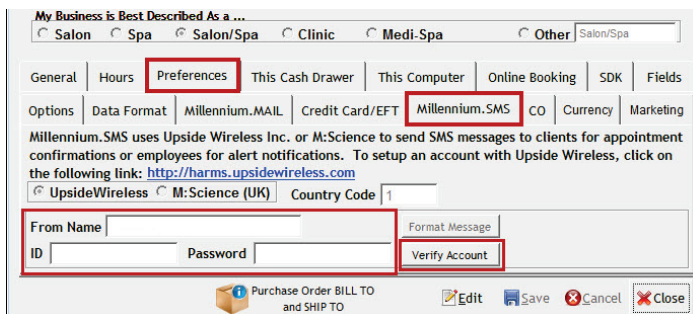 My Business is Best Described As a ...
Salon Spa Salon/Spa Clinic Medi-Spa Other Salon/Spa
General Hours Preferences This Cash Drawer This Computer Online Booking SDK Fields
Options Data Format Millennium.MAIL Credit Card/EFT Millennium.SMS CO Currency Marketing
Millennium.SMS uses Upside Wireless Inc. or M:Science to send SMS messages to clients for appointment
confirmations or employees for alert notifications. To setup an account with Upside Wireless, click on
the following link: http://harms.upsidewireless.com
UpsideWireless M:Science (UK) Country Code 1
From Name Format Message
ID Password Verify Account
Purchase Order BILL TO
and SHIP TO
Edit Save Cancel Close